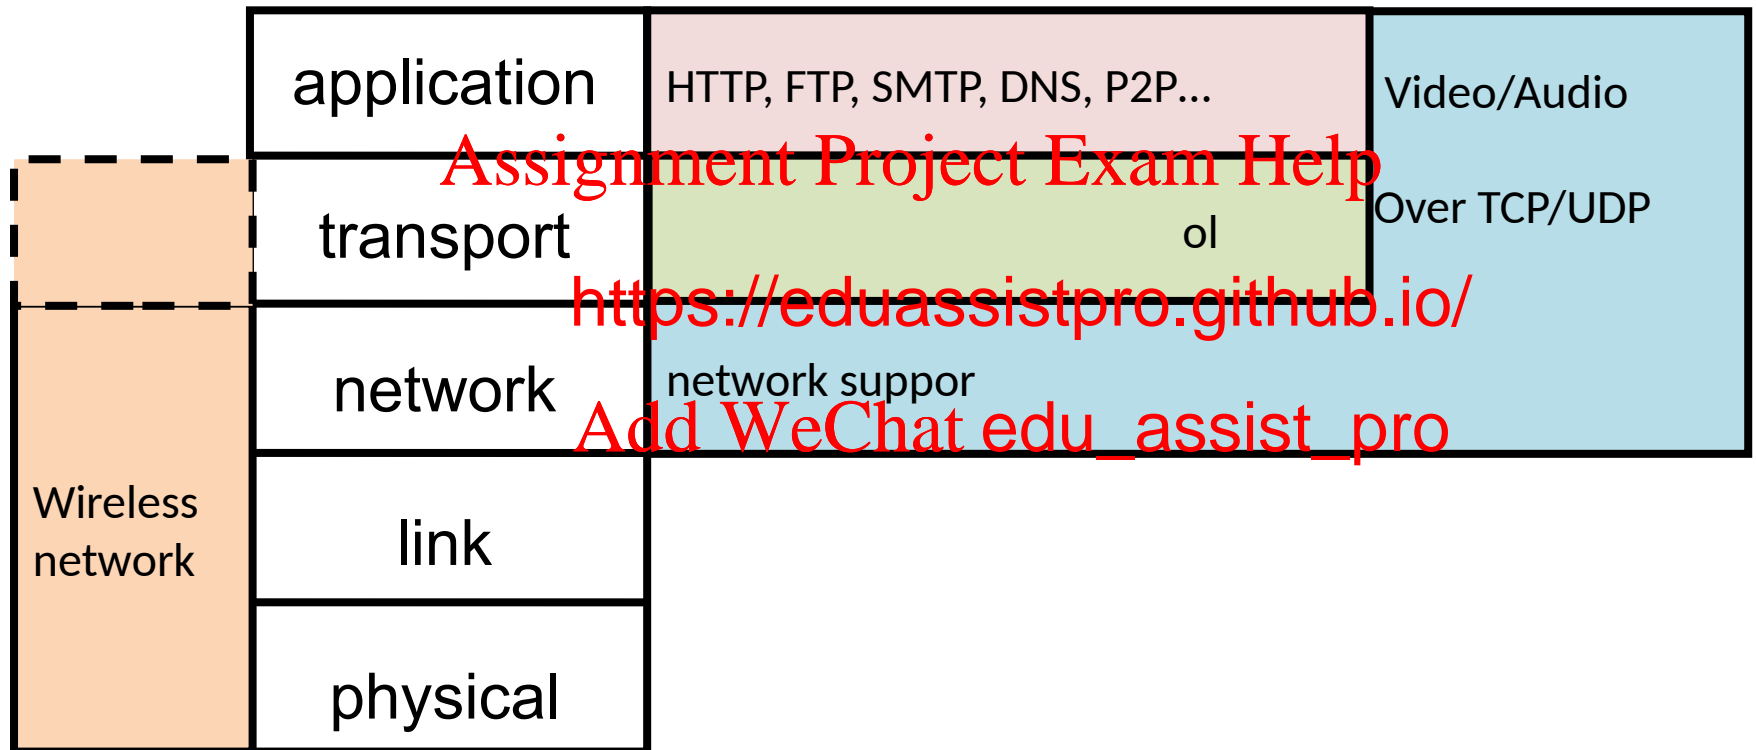 application
HTTP, FTP, SMTP, DNS, P2P...
Video/Audio
Assignment Project Exam Help
transport
ol
Over TCP/UDP
https://eduassistpro.github.io/
network
network suppor
Add WeChat edu_assist_pro
Wireless
network
link
physical